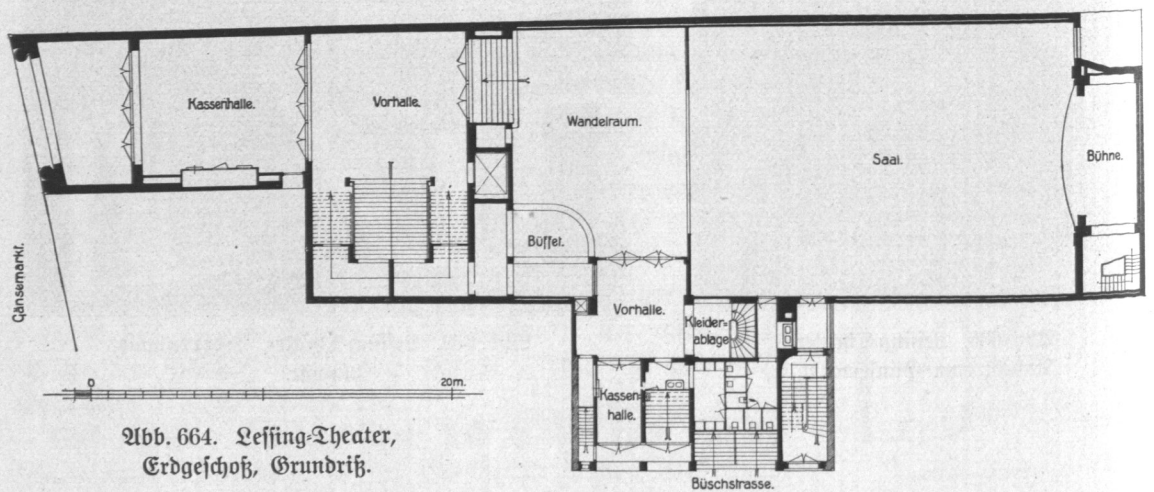 Kassenhalle.
Vorhalle.
Wandelraum.
Saal.
Bühne.
Büffet.
Gänsemarkt.
Vorhalle.
Kleider=
ablage
Kassen=
halle.
0
20m.
Büschstrasse.
Abb. 664. Lessing-Theater,
Erdgeschoß, Grundriß.